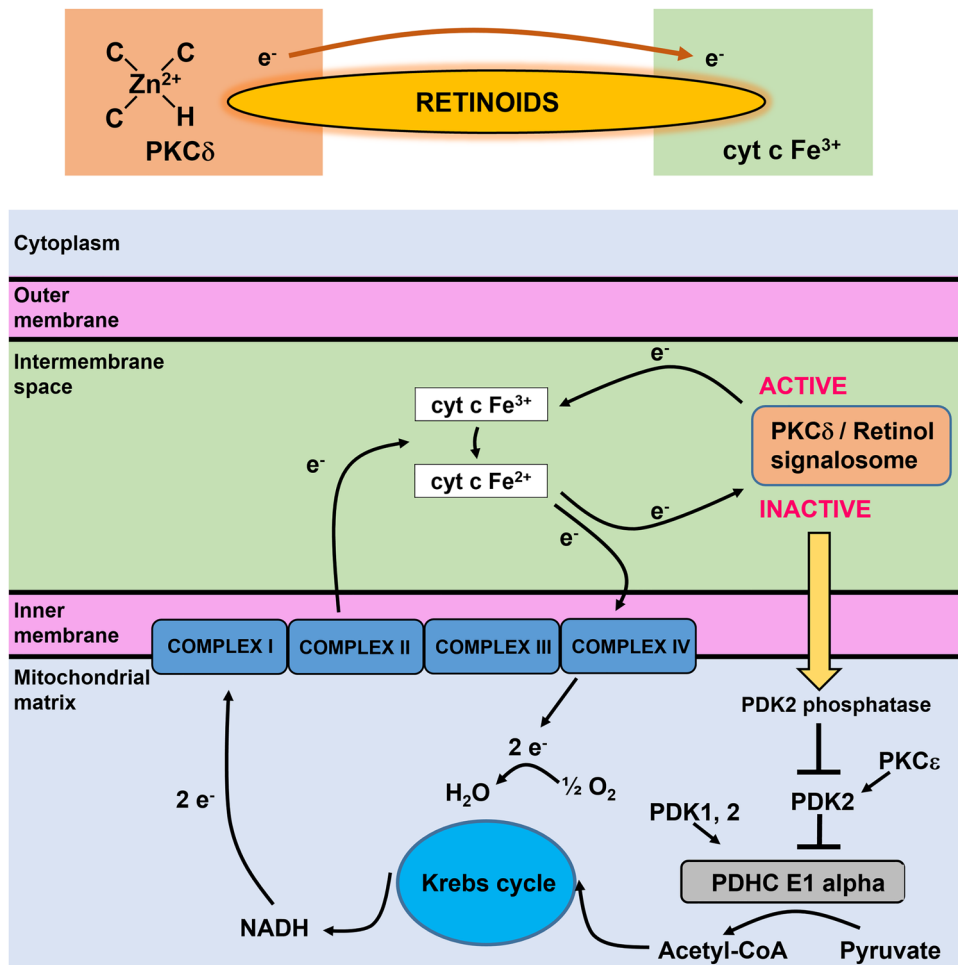 C C
Zn²⁺
C H
PKCδ
e⁻
e⁻
RETINOIDS
cyt c Fe³⁺
Cytoplasm
Outer
membrane
Intermembrane
space
e⁻
ACTIVE
cyt c Fe³⁺
PKCδ / Retinol
signalosome
e⁻
cyt c Fe²⁺
INACTIVE
e⁻
e⁻
Inner
membrane
COMPLEX I
COMPLEX II
COMPLEX III
COMPLEX IV
Mitochondrial
matrix
PDK2 phosphatase
2 e⁻
PKCε
H₂O
½ O₂
2 e⁻
PDK1, 2
PDK2
Krebs cycle
PDHC E1 alpha
NADH
Acetyl-CoA
Pyruvate